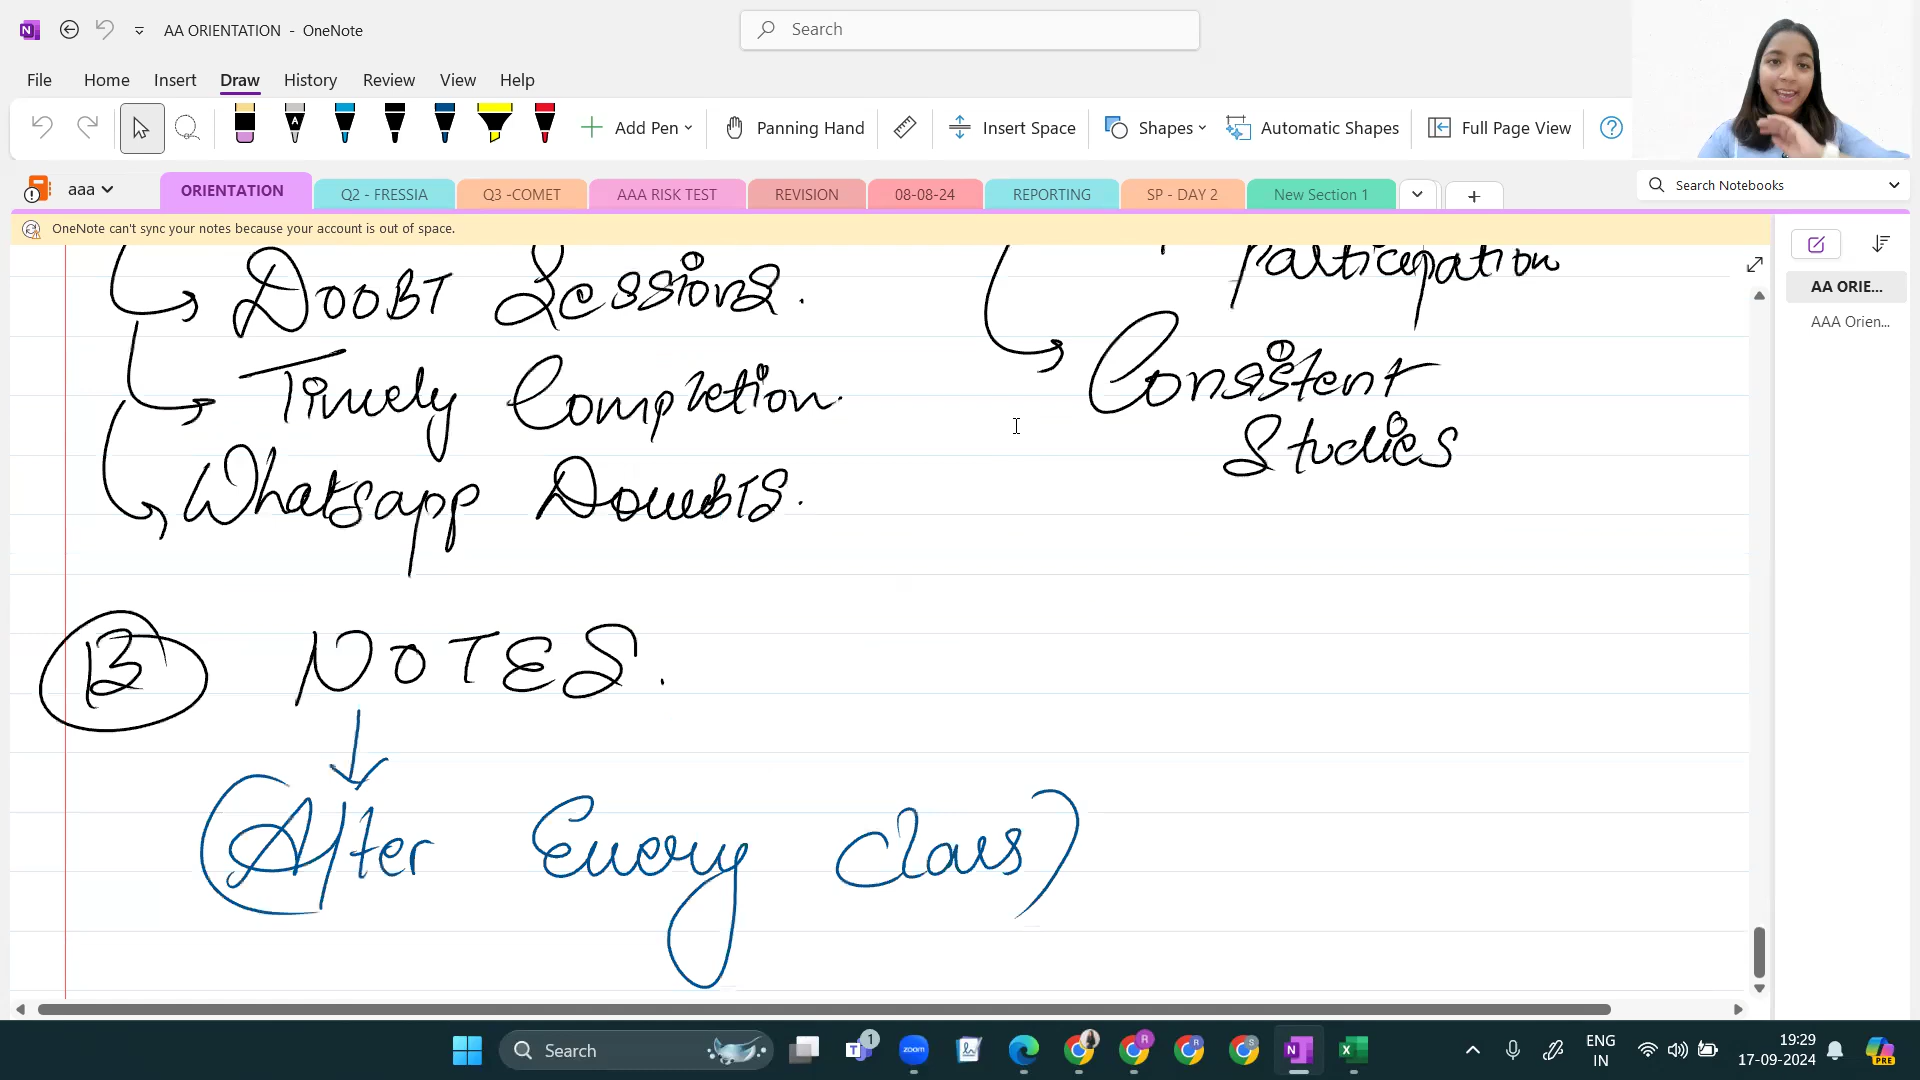 AA ORIENTATION - OneNote
Search
File Home Insert Draw History Review View Help
A
Add Pen
Panning Hand
Insert Space
Shapes
Automatic Shapes
Full Page View
aaa
ORIENTATION
Q2 - FRESSIA
Q3 -COMET
AAA RISK TEST
REVISION
08-08-24
REPORTING
SP - DAY 2
New Section 1
Search Notebooks
OneNote can't sync your notes because your account is out of space.
AA ORIE...
AAA Orien...
Participation
DOOBT Sessions.
Consistent
Studies
Timely Completion.
Whatsapp Doubts.
B NOTES.
(After Every class)
Search
1
zoom
R
R
S
ENG
IN
19:29
17-09-2024
PRE